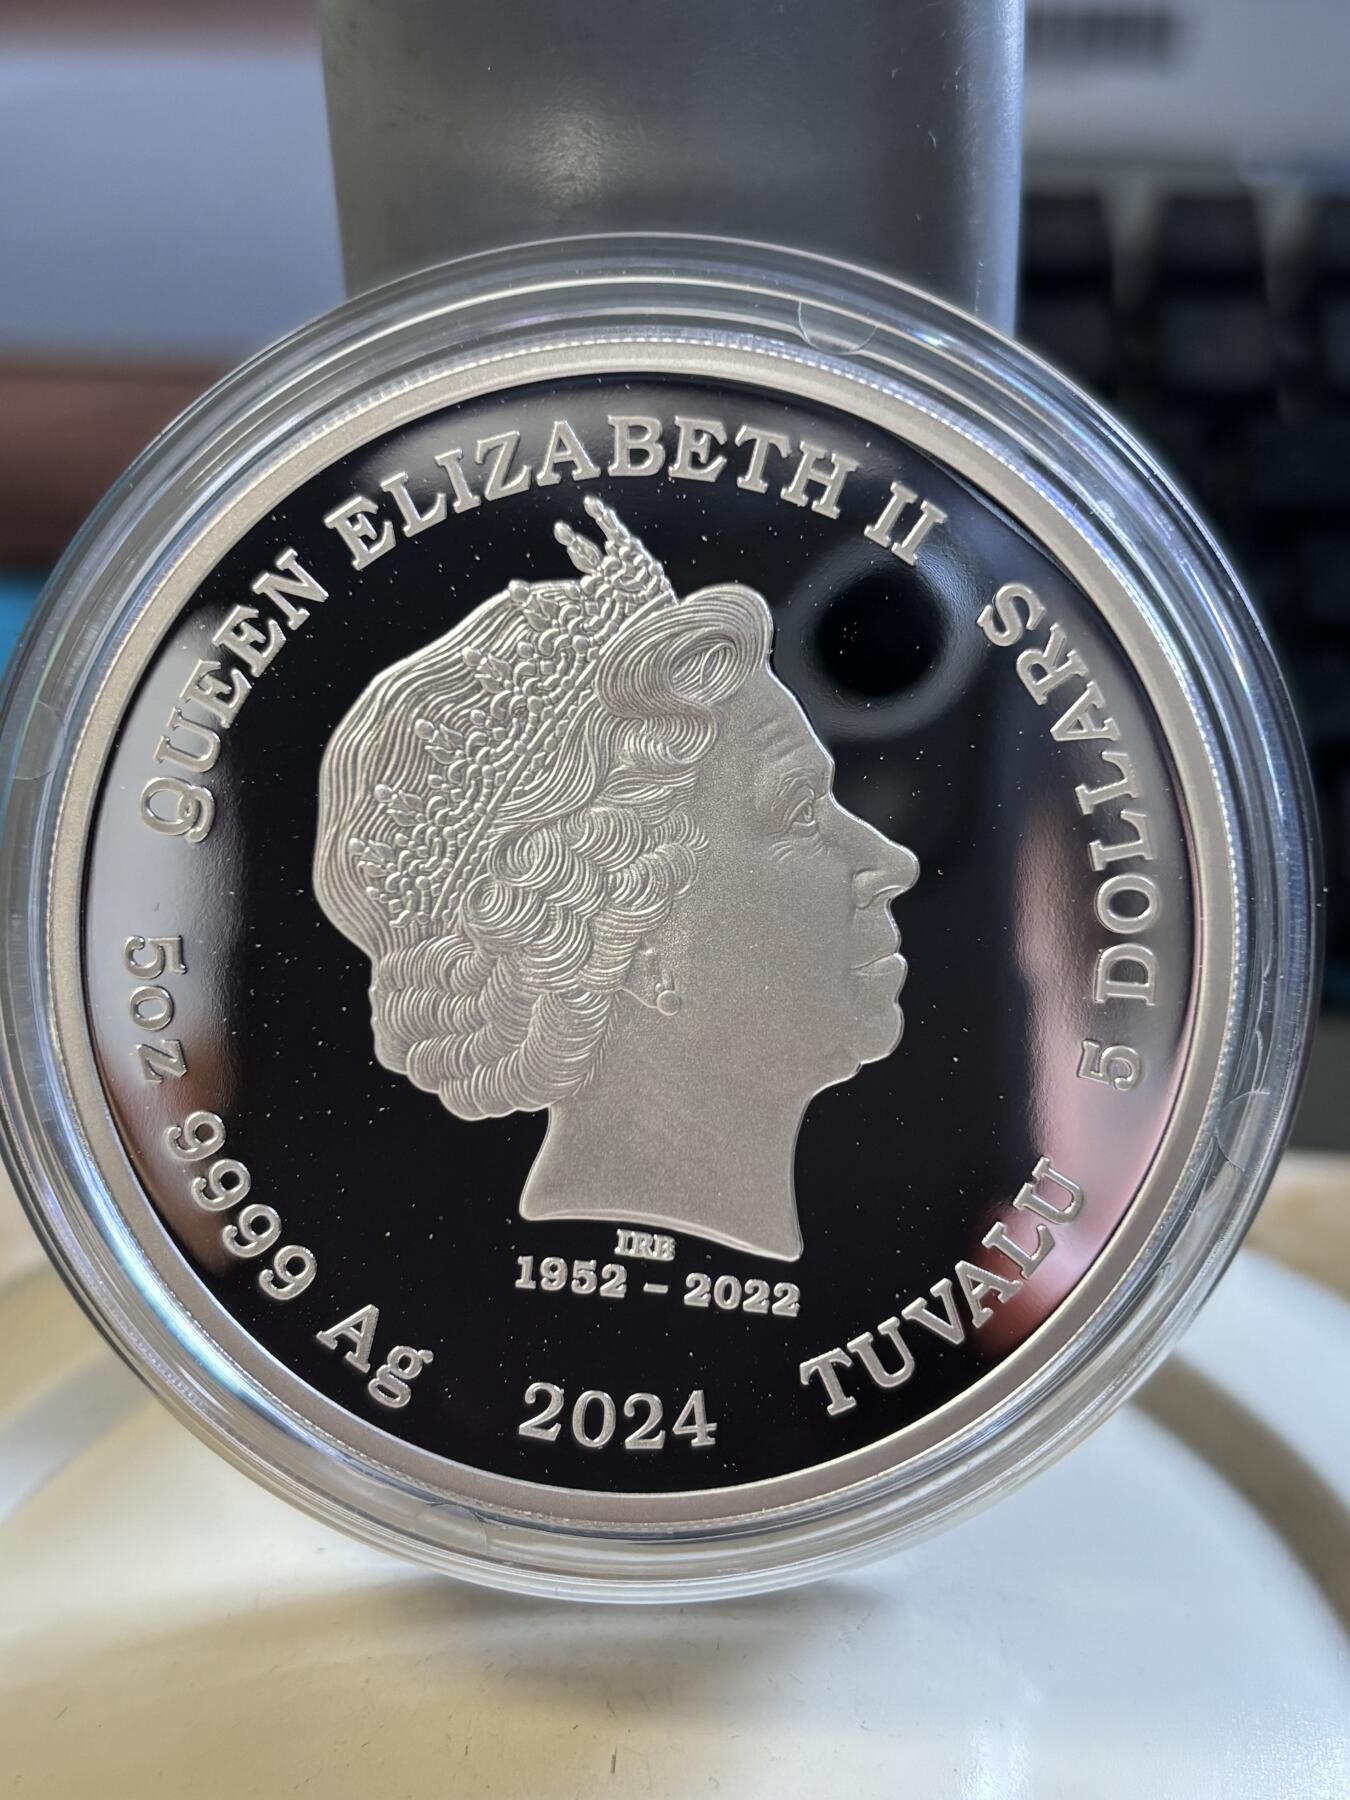 QUEEN ELIZABETH II
5 DOLLARS
TUVALU
2024
5oz 9999 Ag
IRB
1952 - 2022